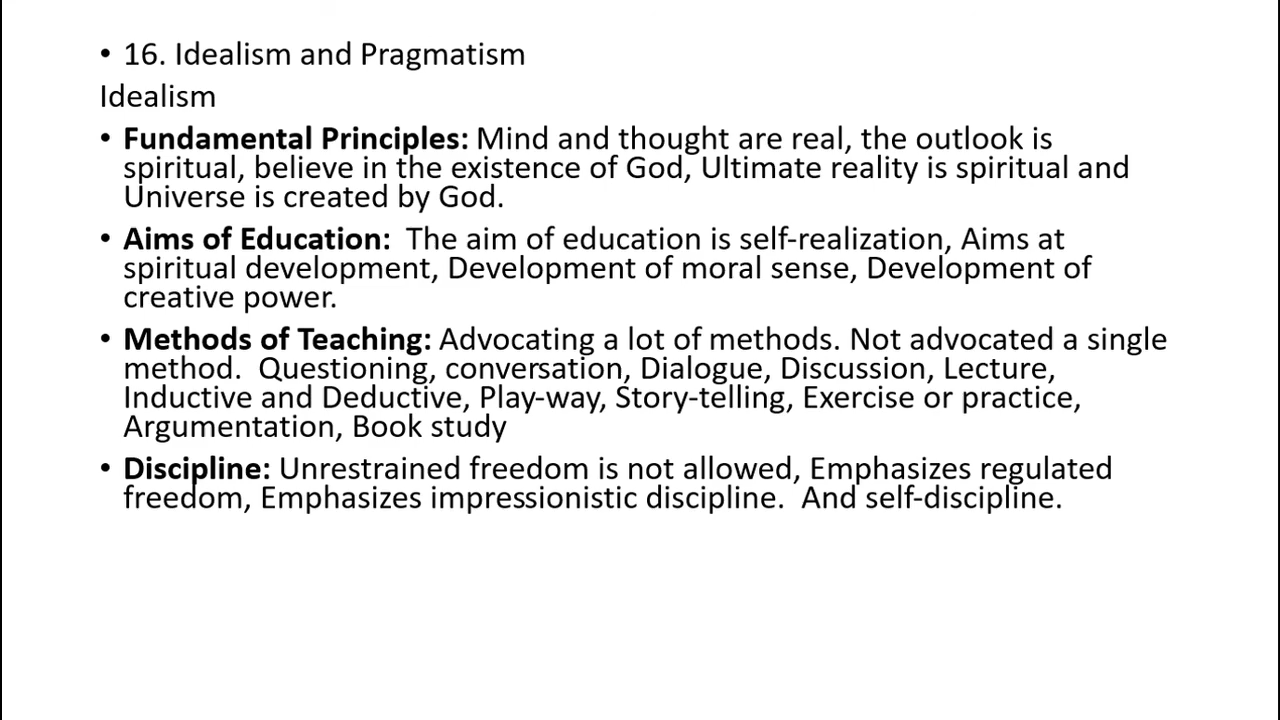 • 16. Idealism and Pragmatism
Idealism
• Fundamental Principles: Mind and thought are real, the outlook is
spiritual, believe in the existence of God, Ultimate reality is spiritual and
Universe is created by God.
• Aims of Education:  The aim of education is self-realization, Aims at
spiritual development, Development of moral sense, Development of
creative power.
• Methods of Teaching: Advocating a lot of methods. Not advocated a single
method.  Questioning, conversation, Dialogue, Discussion, Lecture,
Inductive and Deductive, Play-way, Story-telling, Exercise or practice,
Argumentation, Book study
• Discipline: Unrestrained freedom is not allowed, Emphasizes regulated
freedom, Emphasizes impressionistic discipline.  And self-discipline.